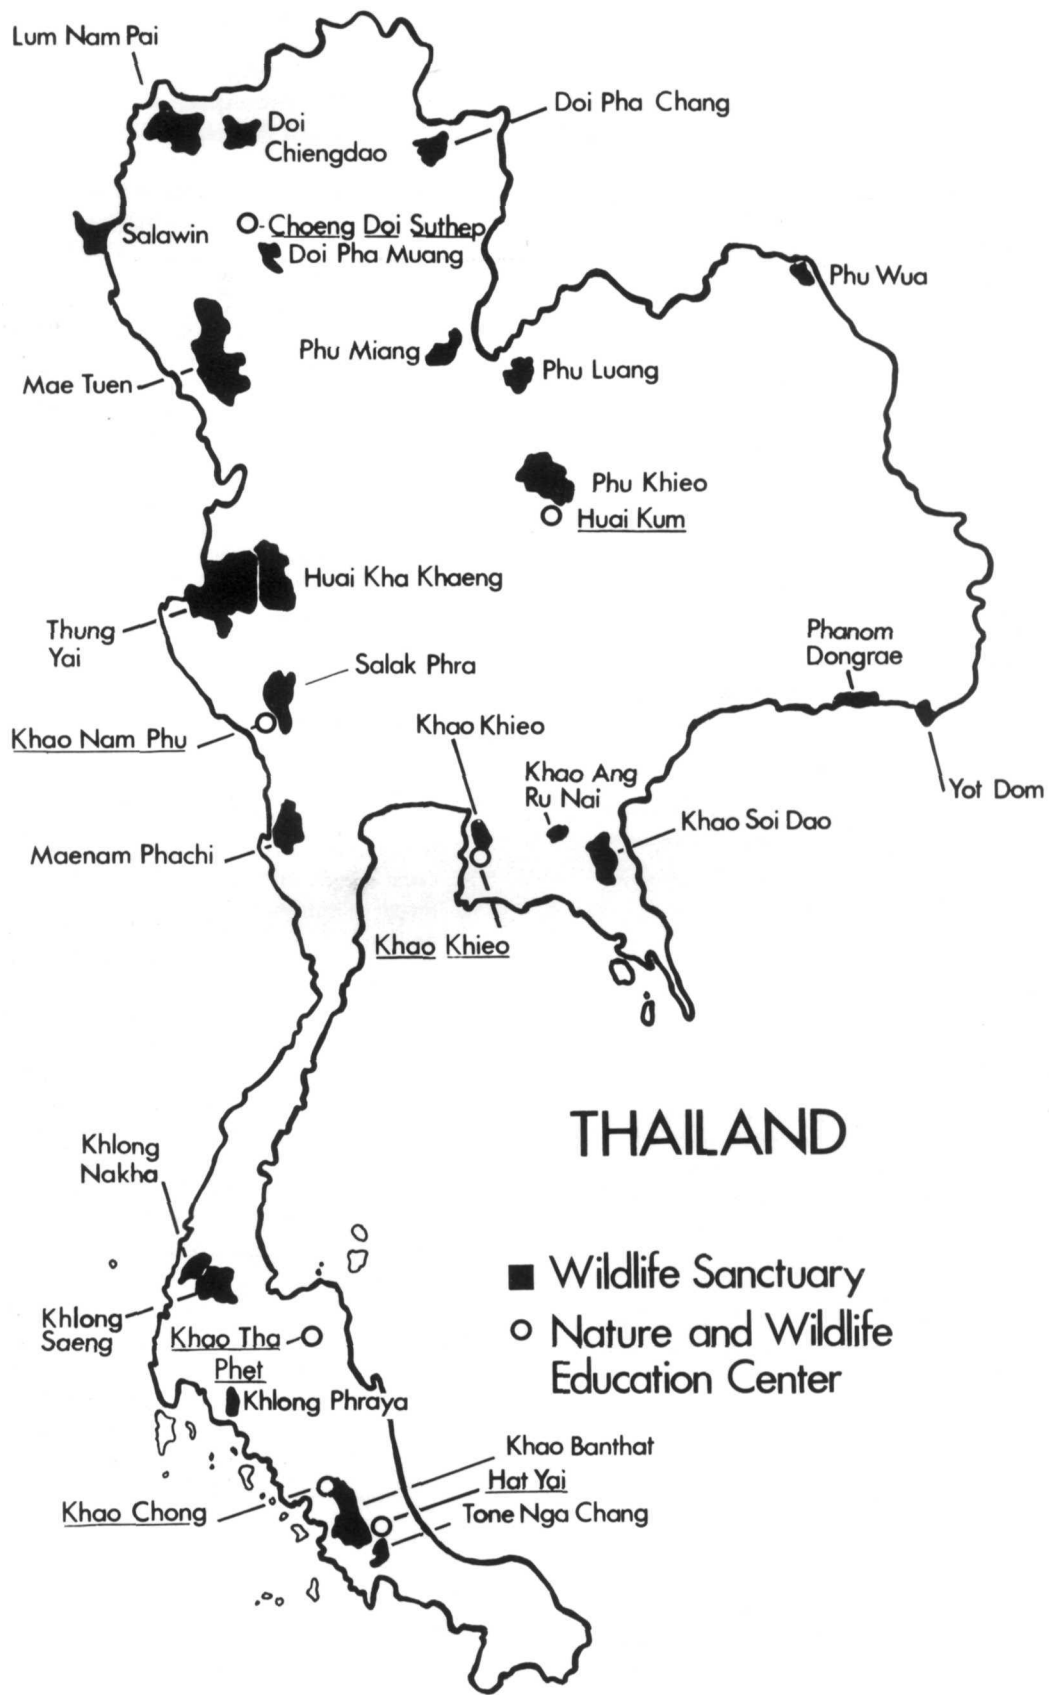 Lum Nam Pai
Doi Pha Chang
Doi
Chiengdao
Salawin
Choeng Doi Suthep
Doi Pha Muang
Phu Wua
Phu Miang
Phu Luang
Mae Tuen
Phu Khieo
Huai Kum
Huai Kha Khaeng
Thung
Yai
Phanom
Dongrae
Salak Phra
Khao Nam Phu
Khao Khieo
Khao Ang
Ru Nai
Yot Dom
Khao Soi Dao
Maenam Phachi
Khao Khieo
THAILAND
Khlong
Nakha
Wildlife Sanctuary
Khlong
Saeng
Nature and Wildlife
Education Center
Khao Tha
Phet
Khlong Phraya
Khao Banthat
Hat Yai
Khao Chong
Tone Nga Chang